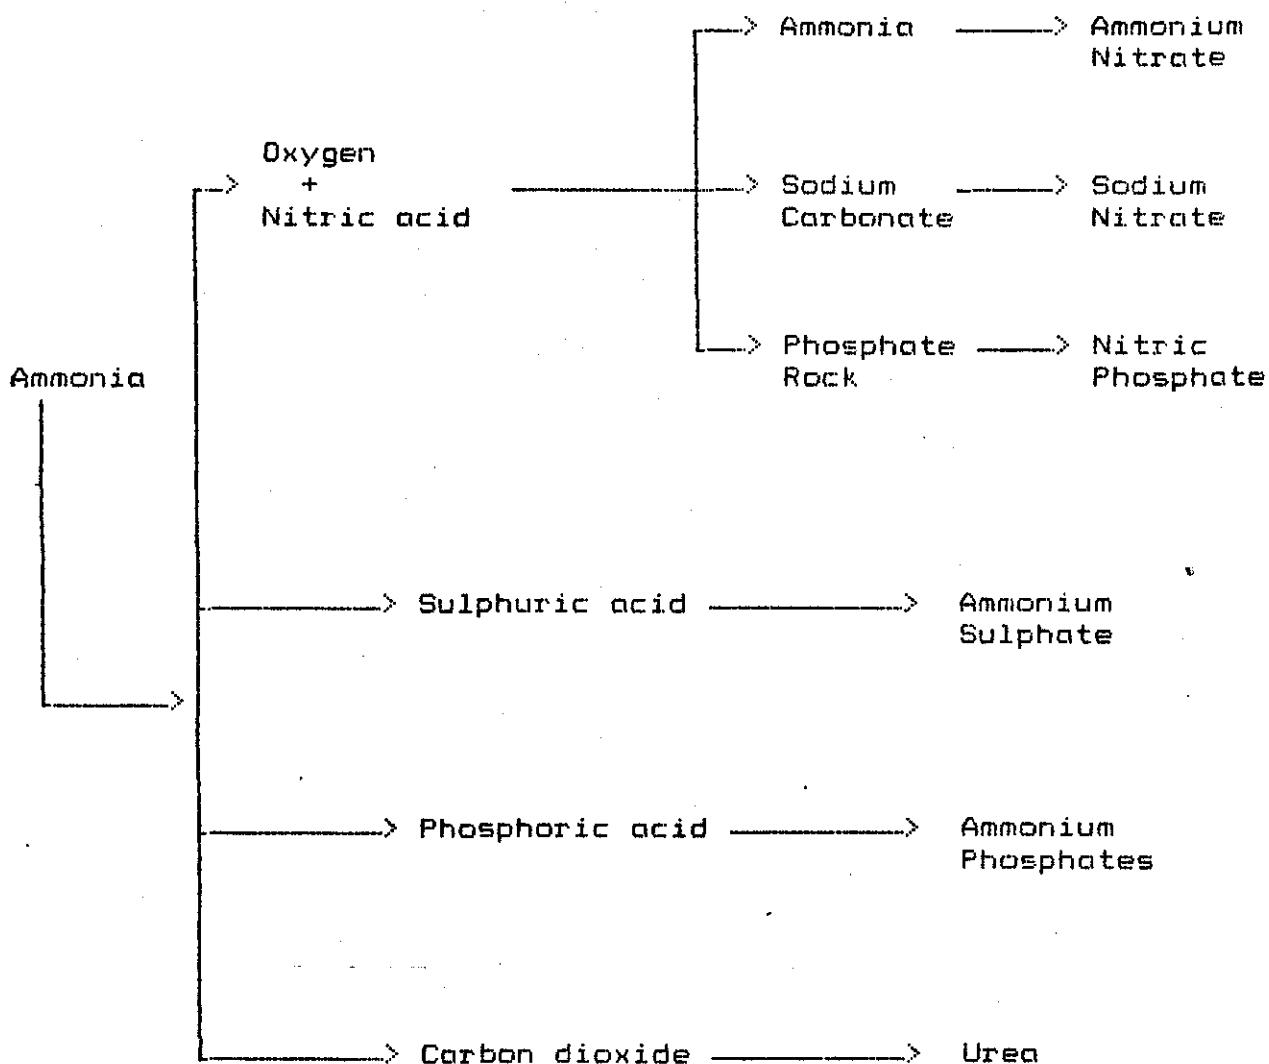 Ammonia
Ammonium
Nitrate
Oxygen
+
Nitric acid
Sodium
Carbonate
Sodium
Nitrate
Phosphate
Rock
Nitric
Phosphate
Ammonia
Sulphuric acid
Ammonium
Sulphate
Phosphoric acid
Ammonium
Phosphates
Carbon dioxide
Urea